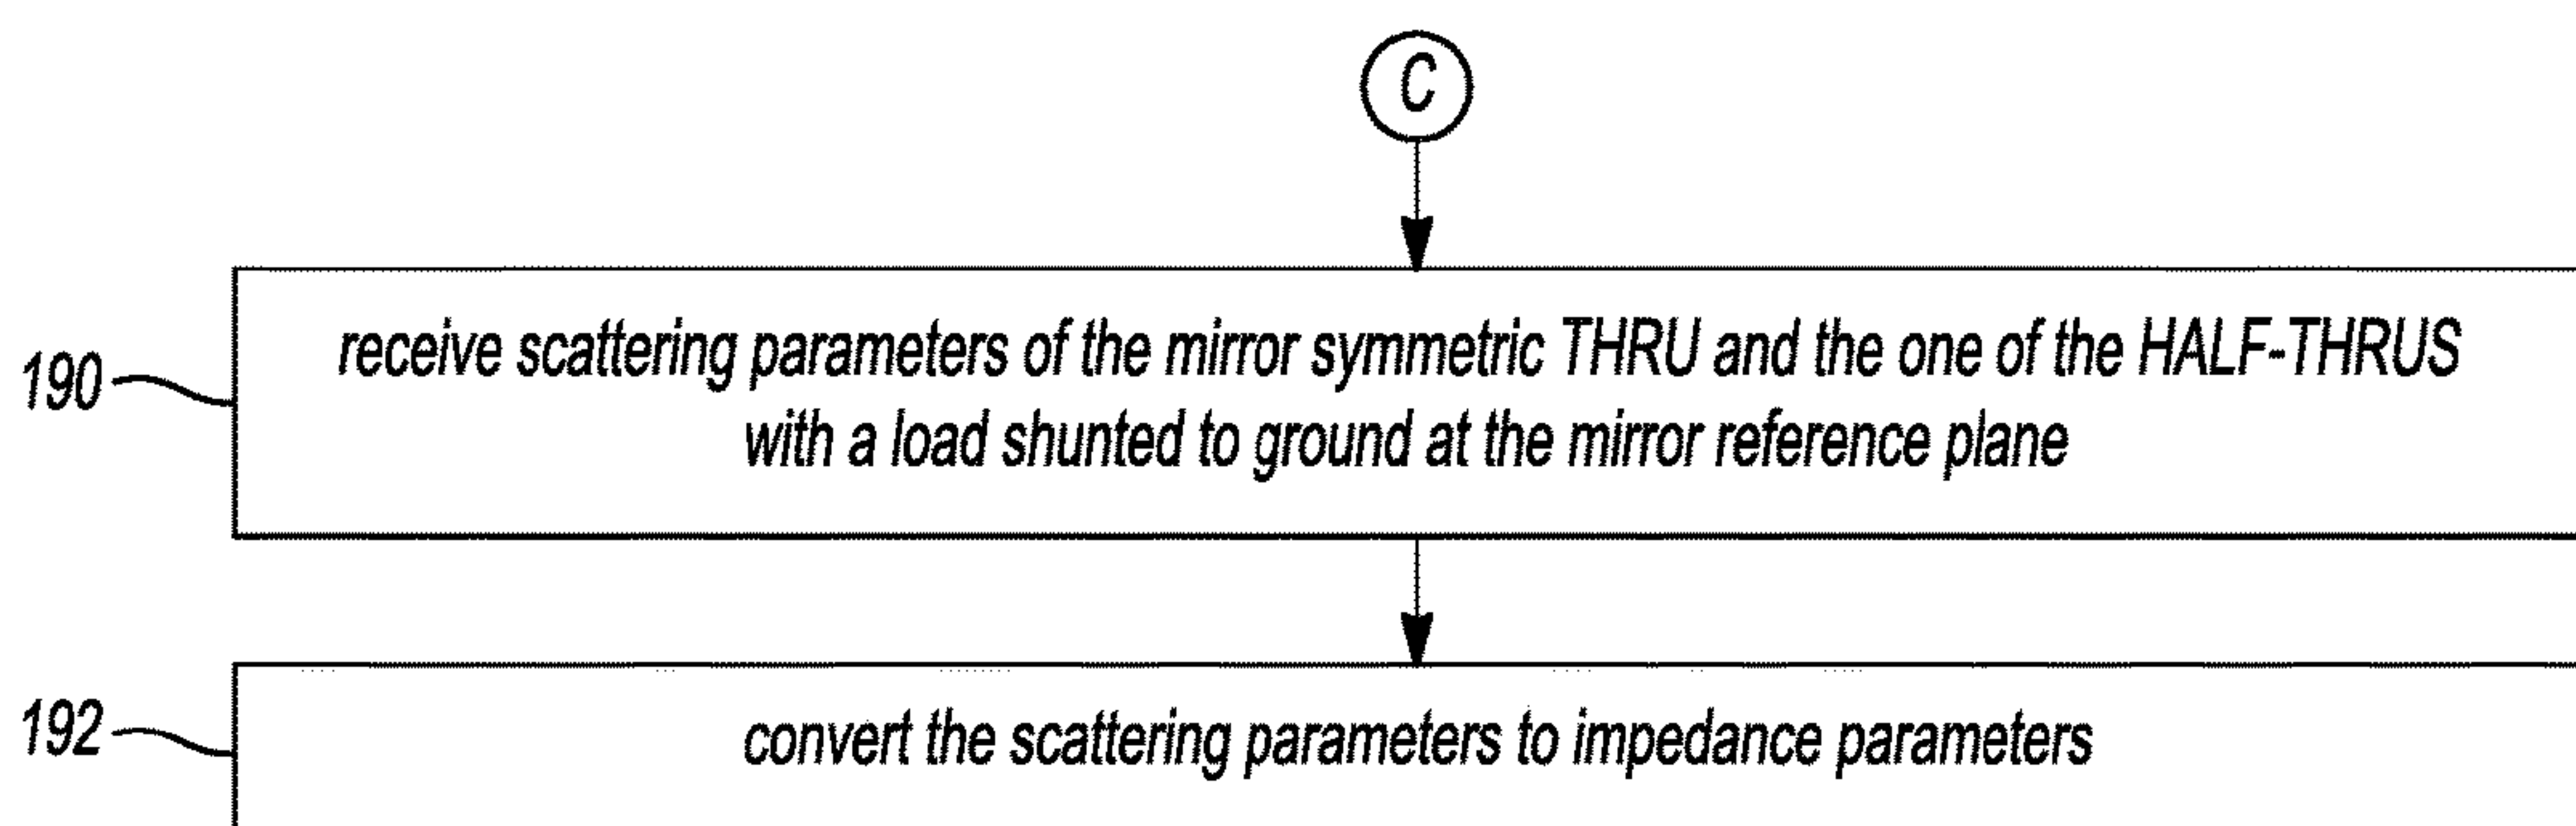 C
190
receive scattering parameters of the mirror symmetric THRU and the one of the HALF-THRUS
with a load shunted to ground at the mirror reference plane
192
convert the scattering parameters to impedance parameters